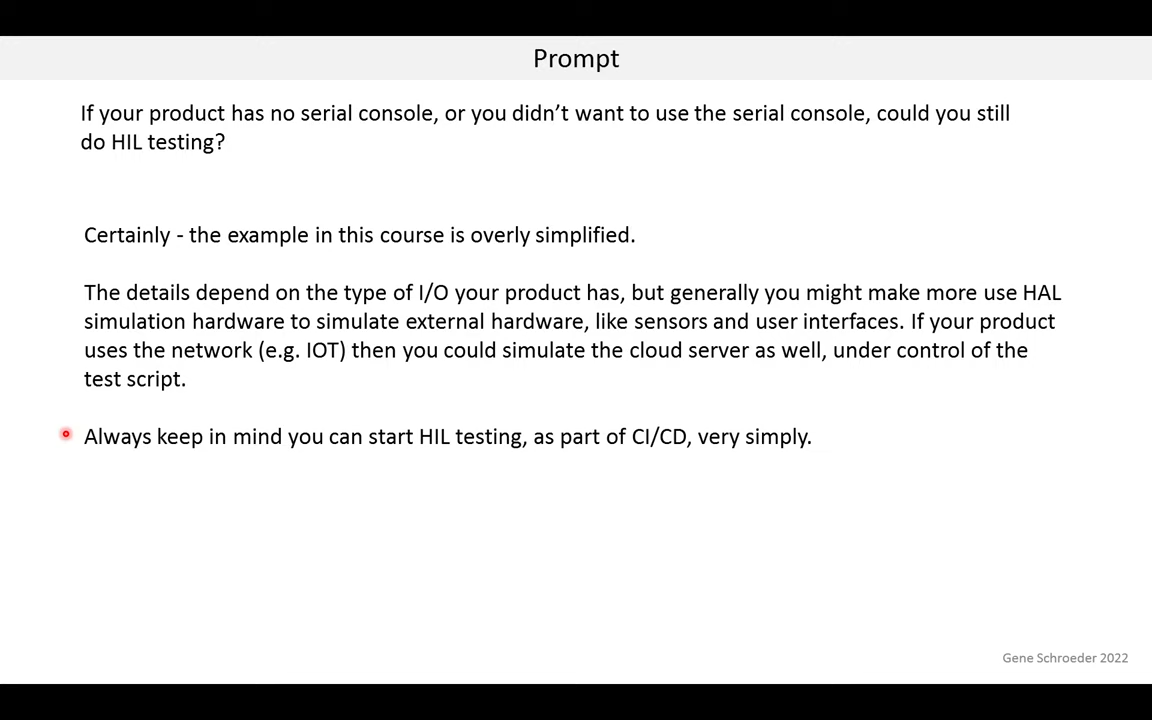 Prompt
If your product has no serial console, or you didn’t want to use the serial console, could you still
do HIL testing?
Certainly - the example in this course is overly simplified.
The details depend on the type of I/O your product has, but generally you might make more use HAL
simulation hardware to simulate external hardware, like sensors and user interfaces. If your product
uses the network (e.g. IOT) then you could simulate the cloud server as well, under control of the
test script.
Always keep in mind you can start HIL testing, as part of CI/CD, very simply.
Gene Schroeder 2022